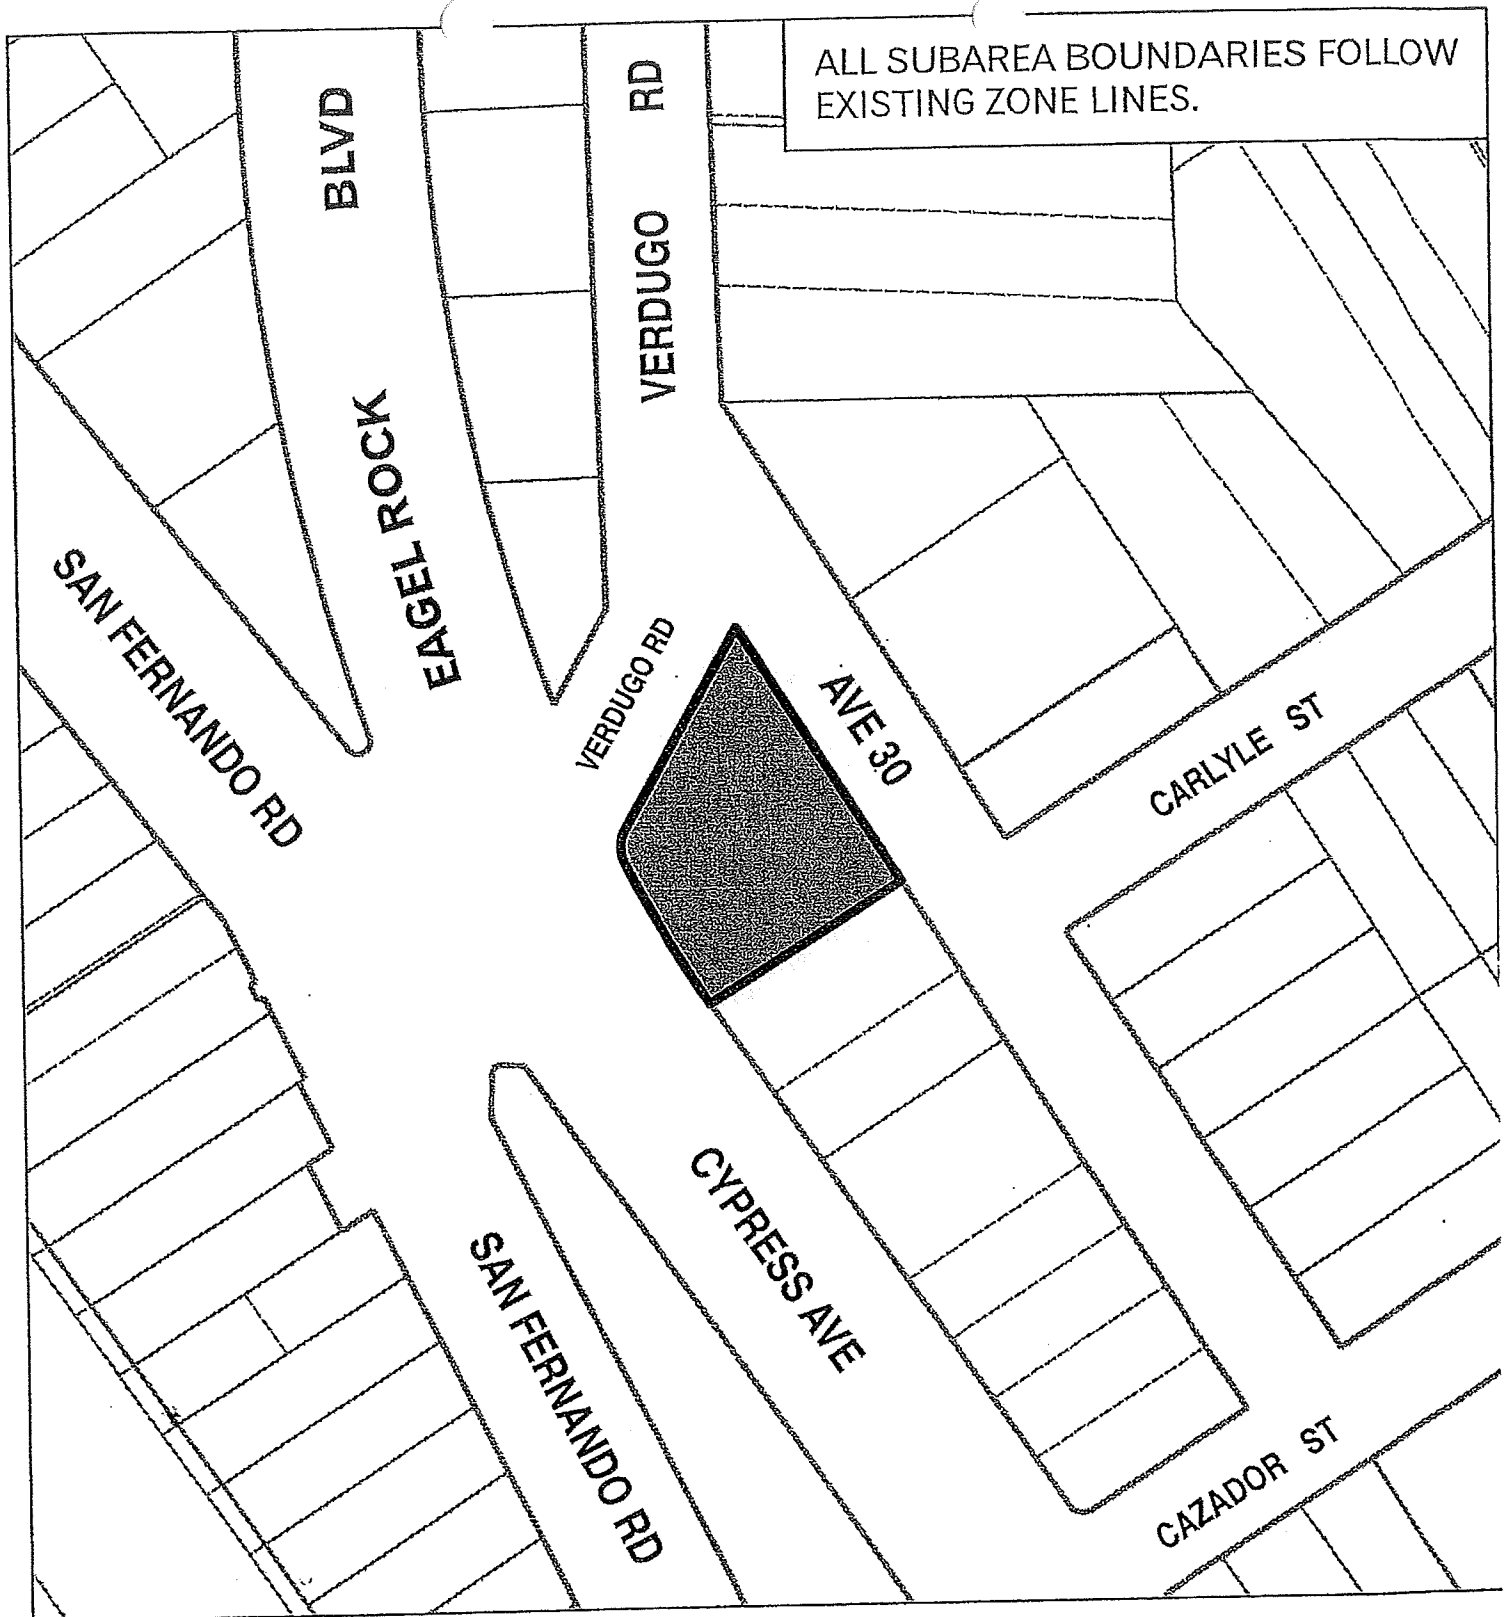 ALL SUBAREA BOUNDARIES FOLLOW
EXISTING ZONE LINES.
BLVD
RD
VERDUGO
EAGEL ROCK
SAN FERNANDO RD
VERDUGO RD
AVE 30
CARLYLE ST
CYPRESS AVE
SAN FERNANDO RD
CAZADOR ST